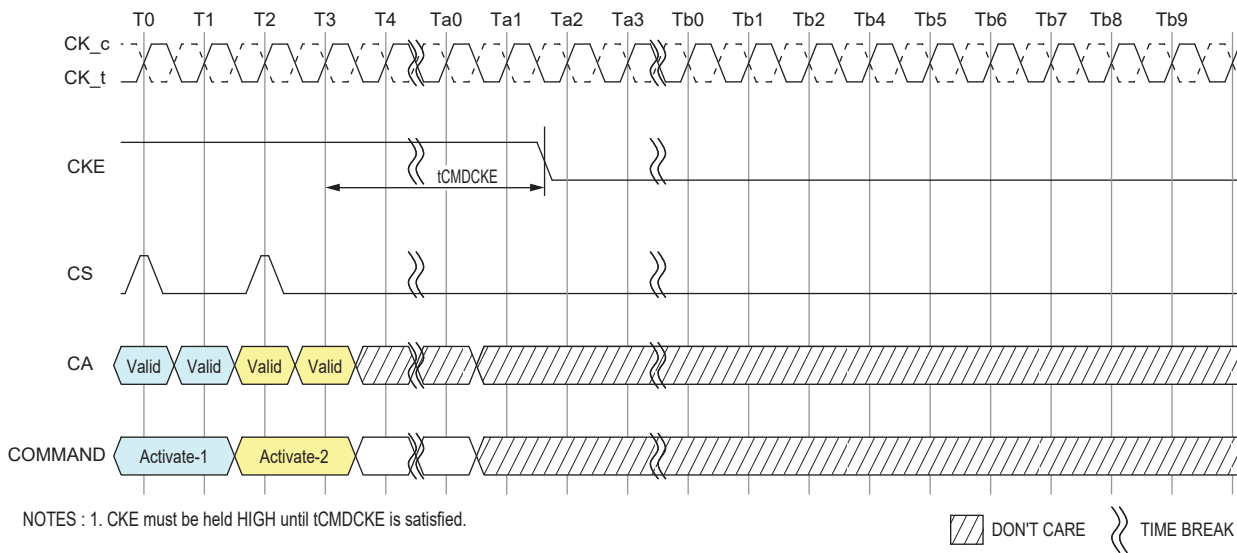 T0 T1 T2 T3 T4 Ta0 Ta1 Ta2 Ta3 Tb0 Tb1 Tb2 Tb4 Tb5 Tb6 Tb7 Tb8 Tb9
CK_c
CK_t
CKE
tCMDCKE
CS
CA Valid Valid Valid Valid
COMMAND Activate-1 Activate-2
NOTES : 1. CKE must be held HIGH until tCMDCKE is satisfied.
DON'T CARE TIME BREAK